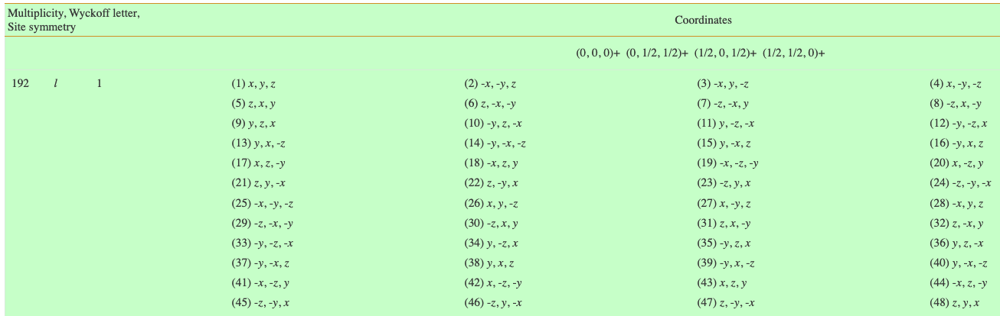 Multiplicity, Wyckoff letter,
Site symmetry
Coordinates
(0, 0, 0)+ (0, 1/2, 1/2)+ (1/2, 0, 1/2)+ (1/2, 1/2, 0)+
192 l 1 (1) x, y, z (2) -x, -y, z (3) -x, y, -z (4) x, -y, -z
(5) z, x, y (6) z, -x, -y (7) -z, -x, y (8) -z, x, -y
(9) y, z, x (10) -y, z, -x (11) y, -z, -x (12) -y, -z, x
(13) y, x, -z (14) -y, -x, -z (15) y, -x, z (16) -y, x, z
(17) x, z, -y (18) -x, z, y (19) -x, -z, -y (20) x, -z, y
(21) z, y, -x (22) z, -y, x (23) -z, y, x (24) -z, -y, -x
(25) -x, -y, -z (26) x, y, -z (27) x, -y, z (28) -x, y, z
(29) -z, -x, -y (30) -z, x, y (31) z, x, -y (32) z, -x, y
(33) -y, -z, -x (34) y, -z, x (35) -y, z, x (36) y, z, -x
(37) -y, -x, z (38) y, x, z (39) -y, x, -z (40) y, -x, -z
(41) -x, -z, y (42) x, -z, -y (43) x, z, y (44) -x, z, -y
(45) -z, -y, x (46) -z, y, -x (47) z, -y, -x (48) z, y, x